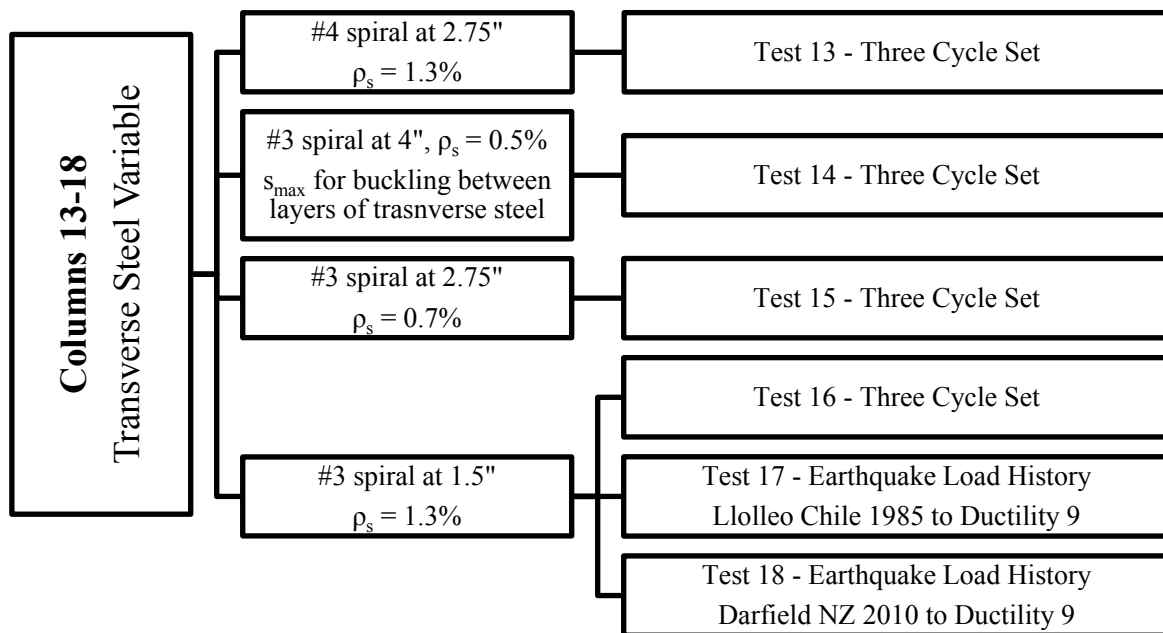 Columns 13-18
Transverse Steel Variable
#4 spiral at 2.75"
ρs = 1.3%
Test 13 - Three Cycle Set
#3 spiral at 4", ρs = 0.5%
smax for buckling between
layers of trasnverse steel
Test 14 - Three Cycle Set
#3 spiral at 2.75"
ρs = 0.7%
Test 15 - Three Cycle Set
#3 spiral at 1.5"
ρs = 1.3%
Test 16 - Three Cycle Set
Test 17 - Earthquake Load History
Llolleo Chile 1985 to Ductility 9
Test 18 - Earthquake Load History
Darfield NZ 2010 to Ductility 9